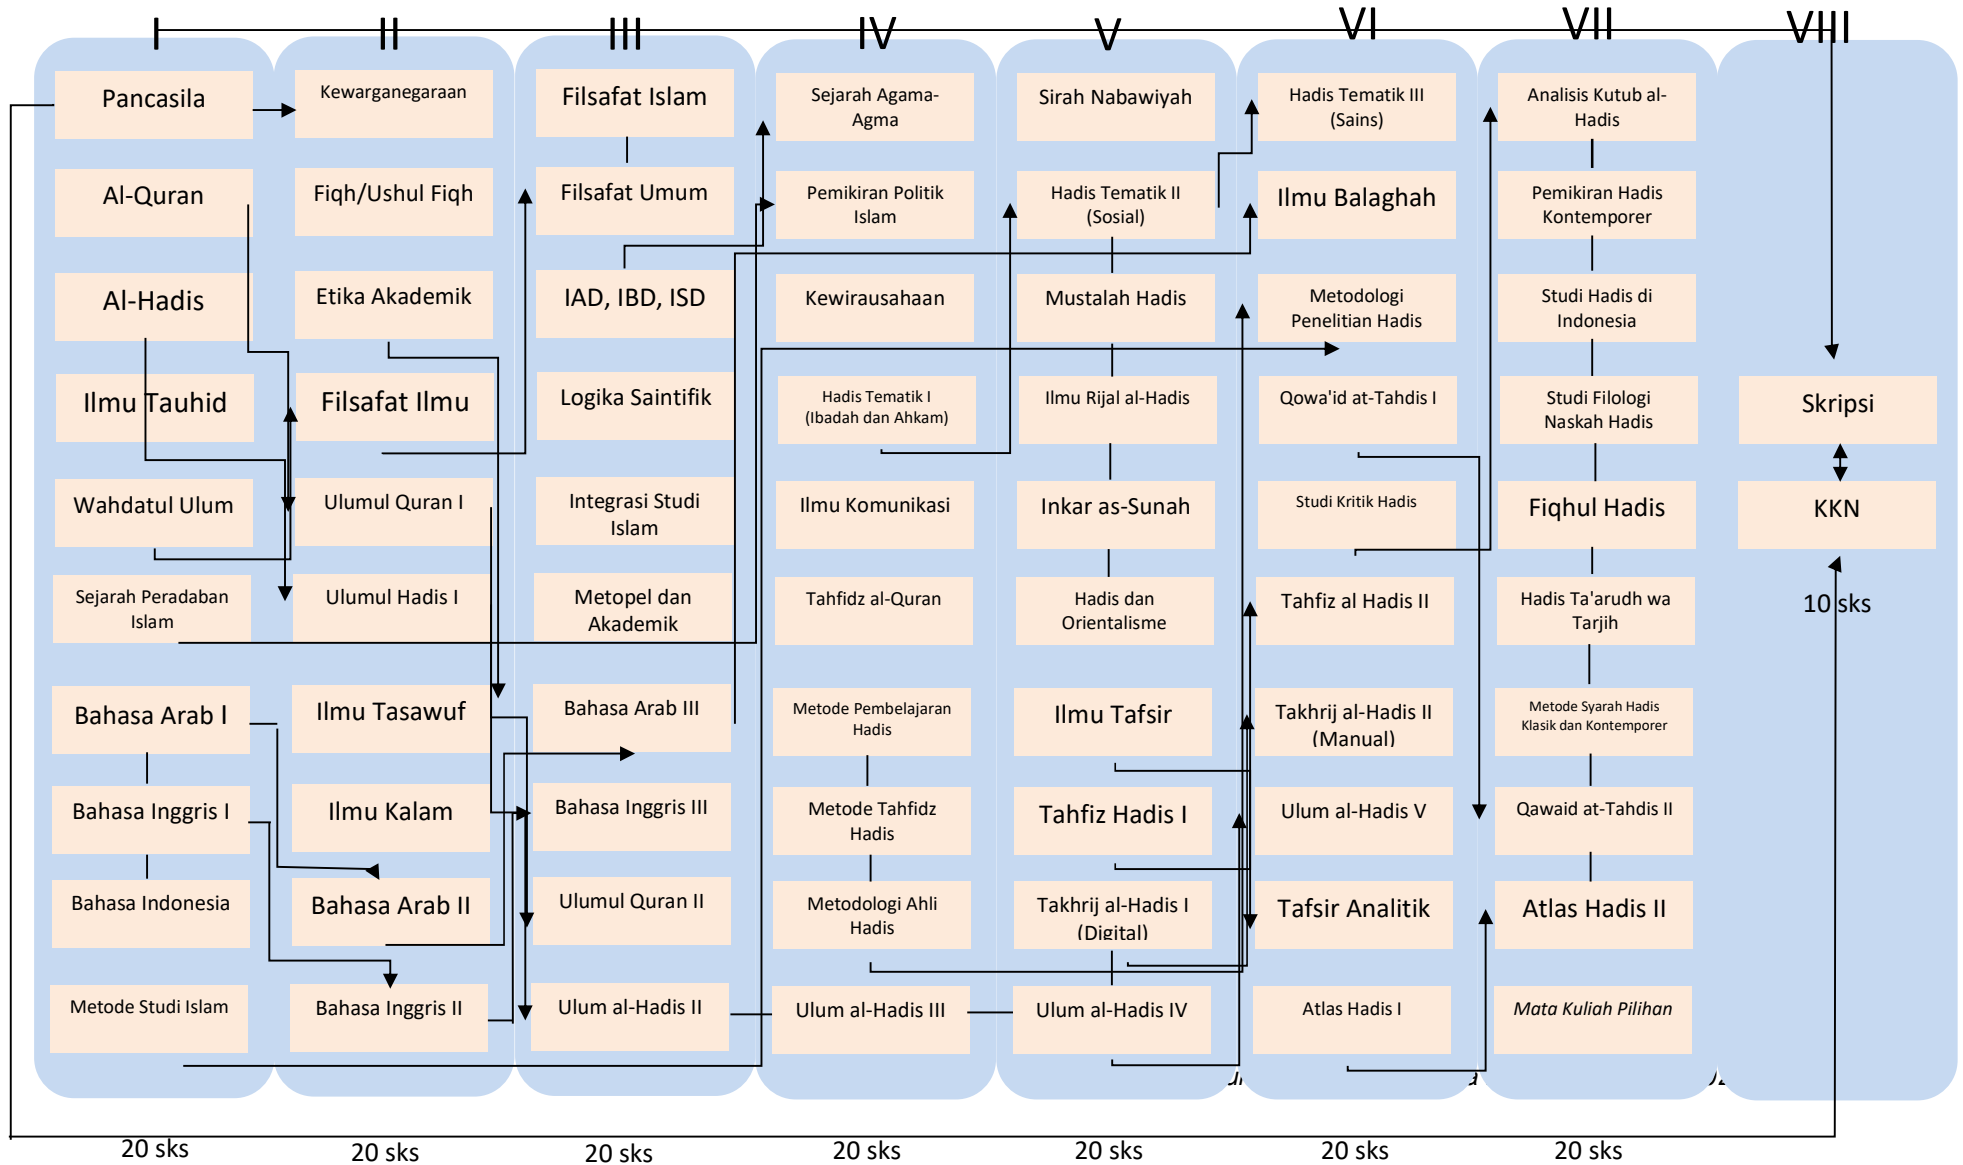 I
II
III
IV
V
VI
VII
VIII
Pancasila
Al-Quran
Al-Hadis
Ilmu Tauhid
Wahdatul Ulum
Sejarah Peradaban
Islam
Bahasa Arab I
Bahasa Inggris I
Bahasa Indonesia
Metode Studi Islam
20 sks
Kewarganegaraan
Fiqh/Ushul Fiqh
Etika Akademik
Filsafat Ilmu
Ulumul Quran I
Ulumul Hadis I
Ilmu Tasawuf
Ilmu Kalam
Bahasa Arab II
Bahasa Inggris II
20 sks
Filsafat Islam
Filsafat Umum
IAD, IBD, ISD
Logika Saintifik
Integrasi Studi
Islam
Metopel dan
Akademik
Bahasa Arab III
Bahasa Inggris III
Ulumul Quran II
Ulum al-Hadis II
20 sks
Sejarah Agama-
Agma
Pemikiran Politik
Islam
Kewirausahaan
Hadis Tematik I
(Ibadah dan Ahkam)
Ilmu Komunikasi
Tahfidz al-Quran
Metode Pembelajaran
Hadis
Metode Tahfidz
Hadis
Metodologi Ahli
Hadis
Ulum al-Hadis III
20 sks
Sirah Nabawiyah
Hadis Tematik II
(Sosial)
Mustalah Hadis
Ilmu Rijal al-Hadis
Inkar as-Sunah
Hadis dan
Orientalisme
Ilmu Tafsir
Tahfiz Hadis I
Takhrij al-Hadis I
(Digital)
Ulum al-Hadis IV
20 sks
Hadis Tematik III
(Sains)
Ilmu Balaghah
Metodologi
Penelitian Hadis
Qowa'id at-Tahdis I
Studi Kritik Hadis
Tahfiz al Hadis II
Takhrij al-Hadis II
(Manual)
Ulum al-Hadis V
Tafsir Analitik
Atlas Hadis I
20 sks
Analisis Kutub al-
Hadis
Pemikiran Hadis
Kontemporer
Studi Hadis di
Indonesia
Studi Filologi
Naskah Hadis
Fiqhul Hadis
Hadis Ta'arudh wa
Tarjih
Metode Syarah Hadis
Klasik dan Kontemporer
Qawaid at-Tahdis II
Atlas Hadis II
Mata Kuliah Pilihan
20 sks
Skripsi
KKN
10 sks